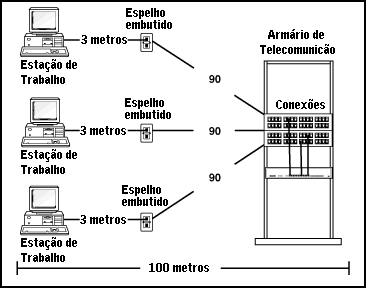 Espelho
embutido
3 metros
Estação de
Trabalho
90
Armário de
Telecomunicão
Conexões
Espelho
embutido
3 metros
Estação de
Trabalho
90
Espelho
embutido
3 metros
Estação de
Trabalho
90
100 metros